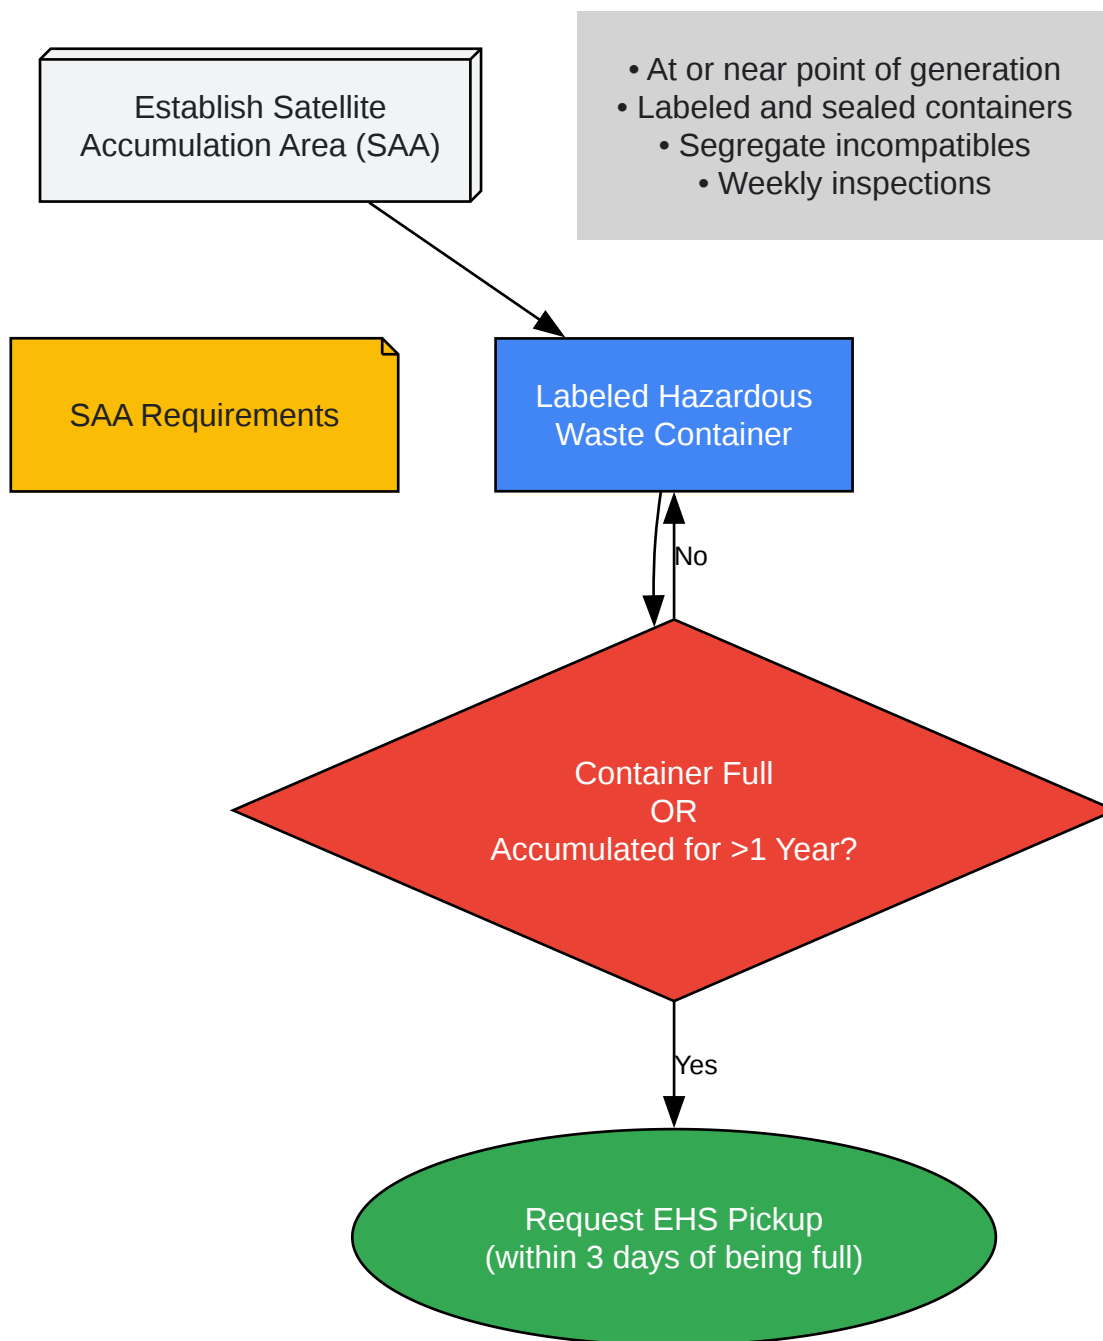 Establish Satellite
Accumulation Area (SAA)
• At or near point of generation
• Labeled and sealed containers
• Segregate incompatibles
• Weekly inspections
SAA Requirements
Labeled Hazardous
Waste Container
No
Container Full
OR
Accumulated for >1 Year?
Yes
Request EHS Pickup
(within 3 days of being full)